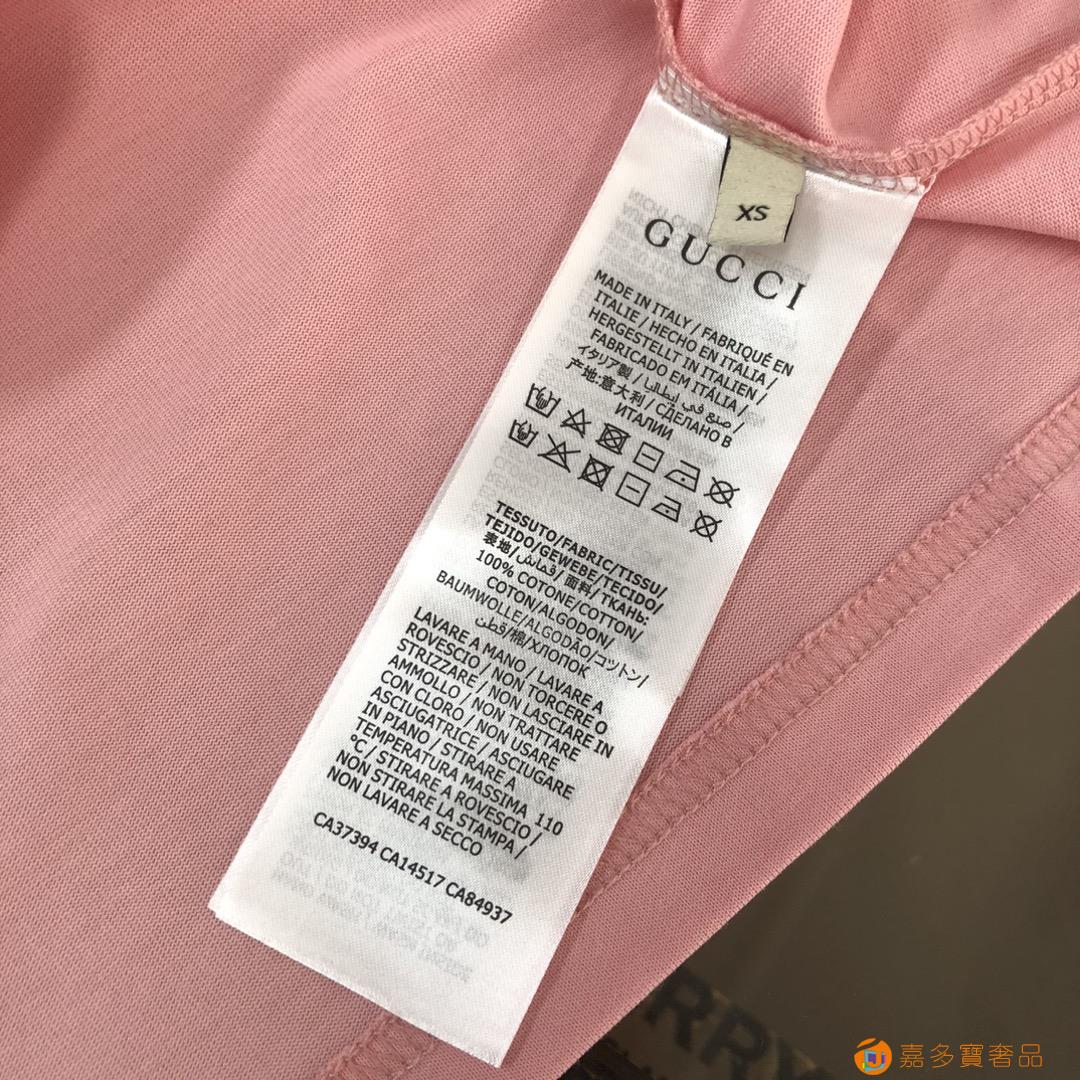 XS
GUCCI
MADE IN ITALY / FABRIQUÉ EN
ITALIE / HECHO EN ITALIA /
HERGESTELLT IN ITALIEN /
FABRICADO EM ITÁLIA /
イタリア製 / صنع في إيطاليا /
产地:意大利 / СДЕЛАНО В
ИТАЛИИ
TESSUTO/FABRIC/TISSU/
TEJIDO/GEWEBE/TECIDO/
表地/قماش/面料/ТКАНЬ:
100% COTONE/COTTON/
COTON/ALGODON/
BAUMWOLLE/ALGODÃO/コットン/
قطن/棉/ХЛОПОК
LAVARE A MANO / LAVARE A
ROVESCIO / NON TORCERE O
STRIZZARE / NON LASCIARE IN
AMMOLLO / NON TRATTARE
CON CLORO / NON USARE
ASCIUGATRICE / ASCIUGARE
IN PIANO / STIRARE A
TEMPERATURA MASSIMA 110
°C / STIRARE A ROVESCIO /
NON STIRARE LA STAMPA /
NON LAVARE A SECCO
CA37394 CA14517 CA84937
嘉多寶奢品